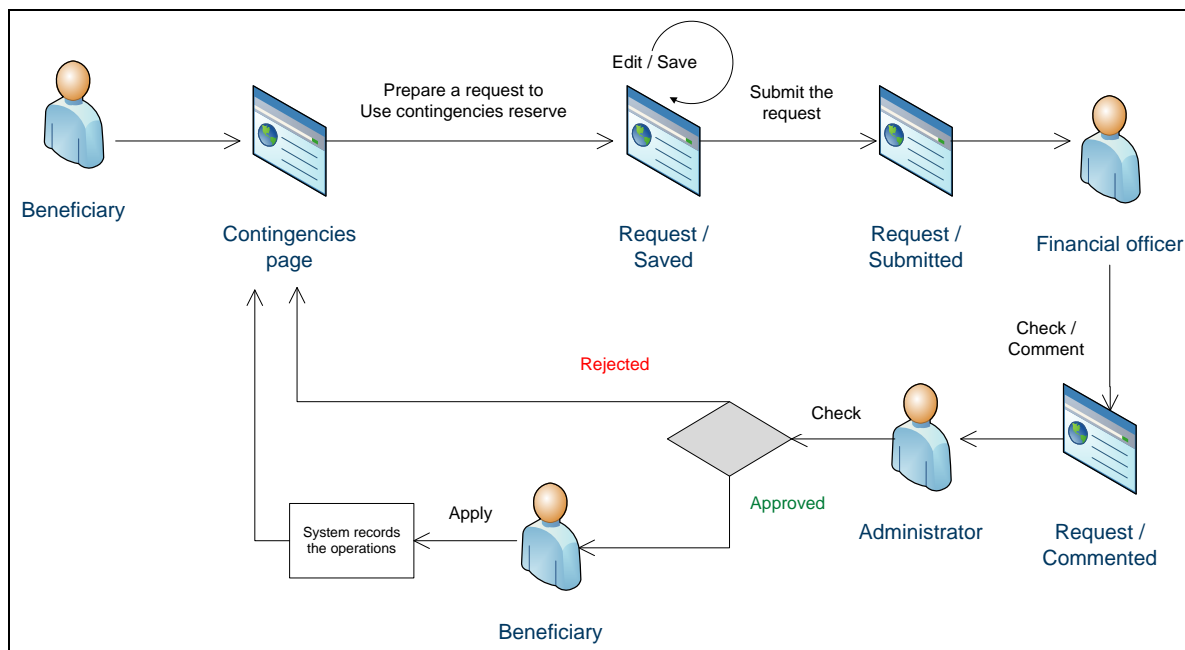 Edit / Save
Prepare a request to
Use contingencies reserve
Submit the
request
Beneficiary
Contingencies
page
Request /
Saved
Request /
Submitted
Financial officer
Check /
Comment
Rejected
Check
Approved
Administrator
Request /
Commented
Apply
System records
the operations
Beneficiary